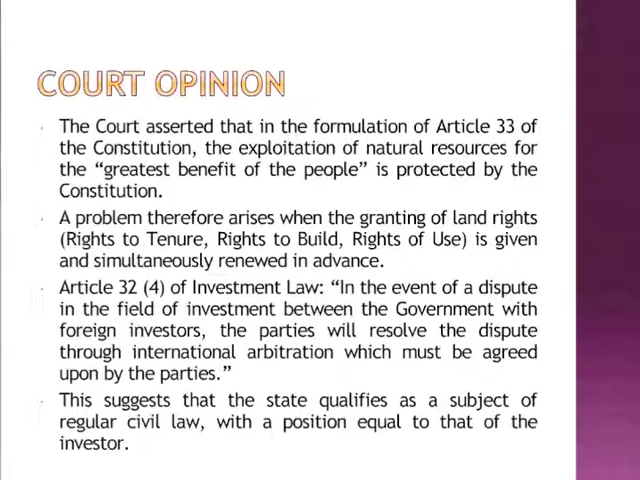 COURT OPINION
The Court asserted that in the formulation of Article 33 of
the Constitution, the exploitation of natural resources for
the “greatest benefit of the people” is protected by the
Constitution.
A problem therefore arises when the granting of land rights
(Rights to Tenure, Rights to Build, Rights of Use) is given
and simultaneously renewed in advance.
Article 32 (4) of Investment Law: “In the event of a dispute
in the field of investment between the Government with
foreign investors, the parties will resolve the dispute
through international arbitration which must be agreed
upon by the parties.”
This suggests that the state qualifies as a subject of
regular civil law, with a position equal to that of the
investor.